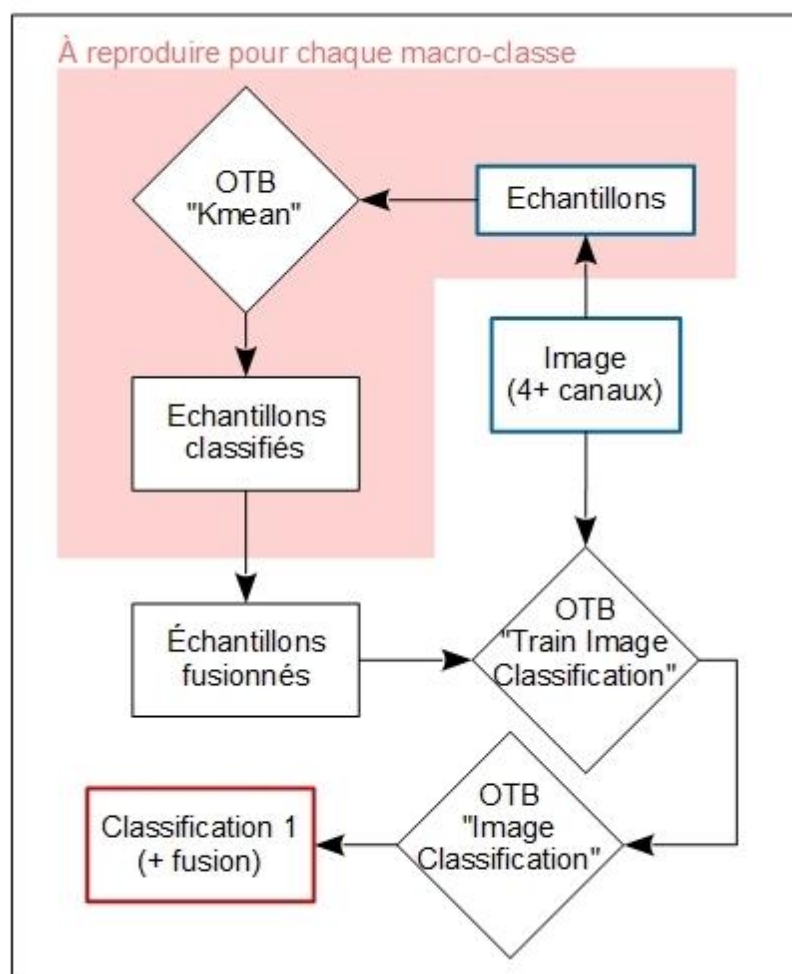 À reproduire pour chaque macro-classe
OTB
"Kmean"
Echantillons
Image
(4+ canaux)
Echantillons
classifiés
Échantillons
fusionnés
OTB
"Train Image
Classification"
OTB
"Image
Classification"
Classification 1
(+ fusion)